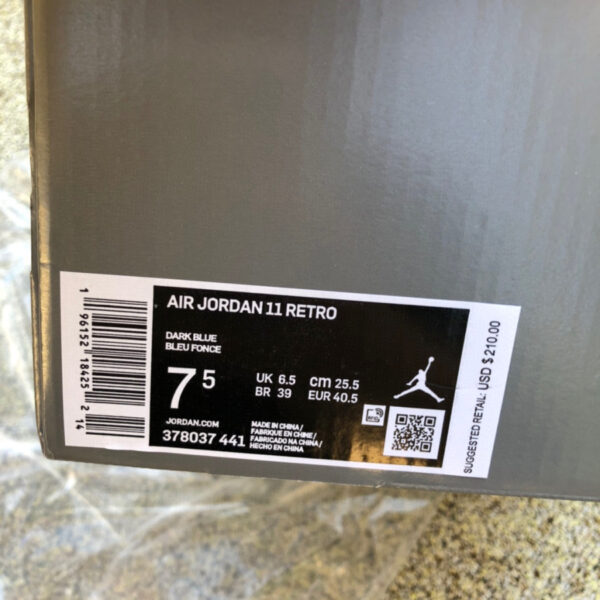 AIR JORDAN 11 RETRO
DARK BLUE
BLEU FONCE
7 5
UK 6.5 cm 25.5
BR 39 EUR 40.5
JORDAN.COM
378037 441
MADE IN CHINA /
FABRIQUE EN CHINE /
FABRICADO NA CHINA /
HECHO EN CHINA
SUGGESTED RETAIL: USD $ 210.00
1 96152 18425 2 14